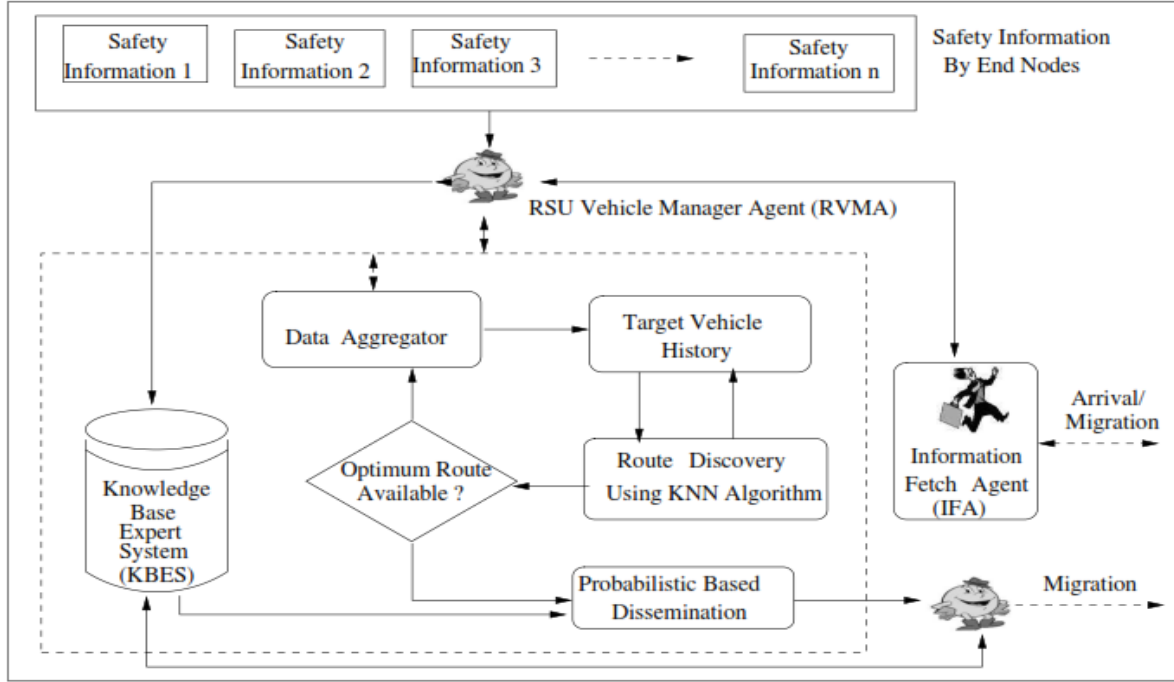 Safety
Information 1
Safety
Information 2
Safety
Information 3
Safety
Information n
Safety Information
By End Nodes
RSU Vehicle Manager Agent (RVMA)
Data Aggregator
Target Vehicle
History
Arrival/
Migration
Optimum Route
Available ?
Route Discovery
Using KNN Algorithm
Information
Fetch Agent
(IFA)
Knowledge
Base
Expert
System
(KBES)
Probilistic Based
Dissemination
Migration